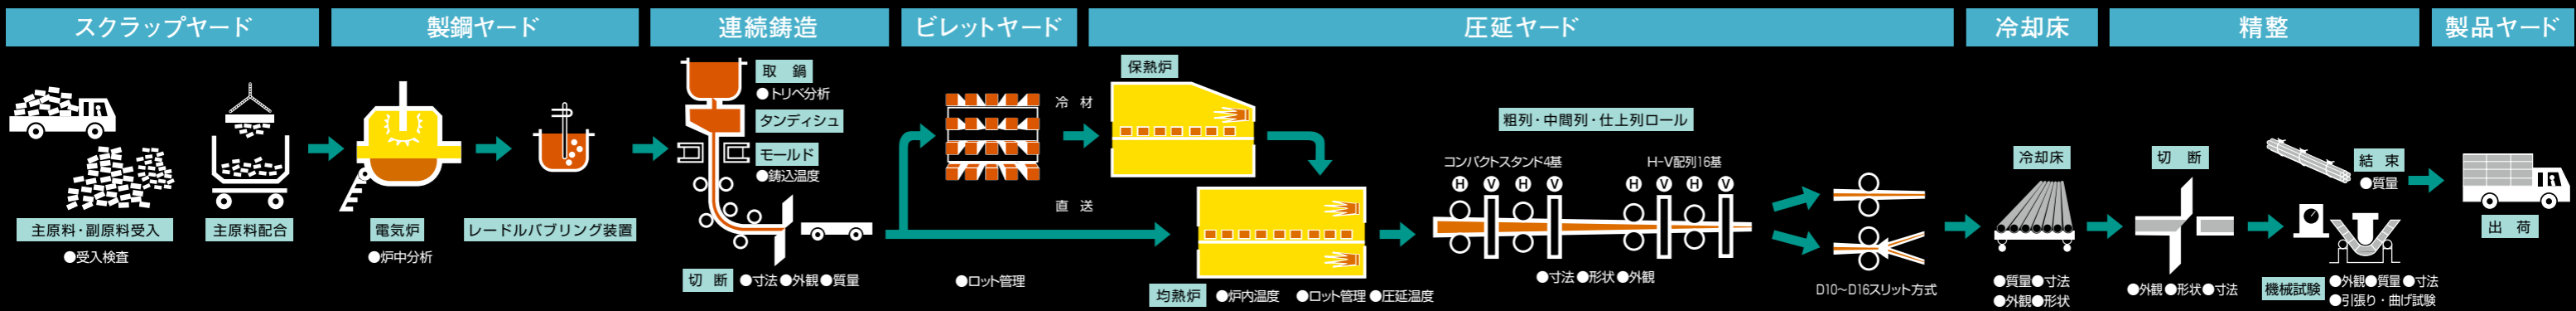 スクラップヤード
製鋼ヤード
連続鋳造
ビレットヤード
圧延ヤード
冷却床
精整
製品ヤード
主原料・副原料受入
●受入検査
主原料配合
電気炉
●炉中分析
レードルバブリング装置
取 鍋
●トリベ分析
タンディシュ
モールド
●鋳込温度
切 断
●寸法●外観●質量
冷 材
直 送
●ロット管理
保熱炉
均熱炉
●炉内温度 ●ロット管理●圧延温度
粗列・中間列・仕上列ロール
コンパクトスタンド4基
H V H V
H-V配列16基
H V H V
●寸法●形状●外観
D10~D16スリット方式
冷却床
●質量●寸法
●外観●形状
切 断
●外観●形状●寸法
結 束
●質量
機械試験
●外観●質量●寸法
●引張り・曲げ試験
出 荷